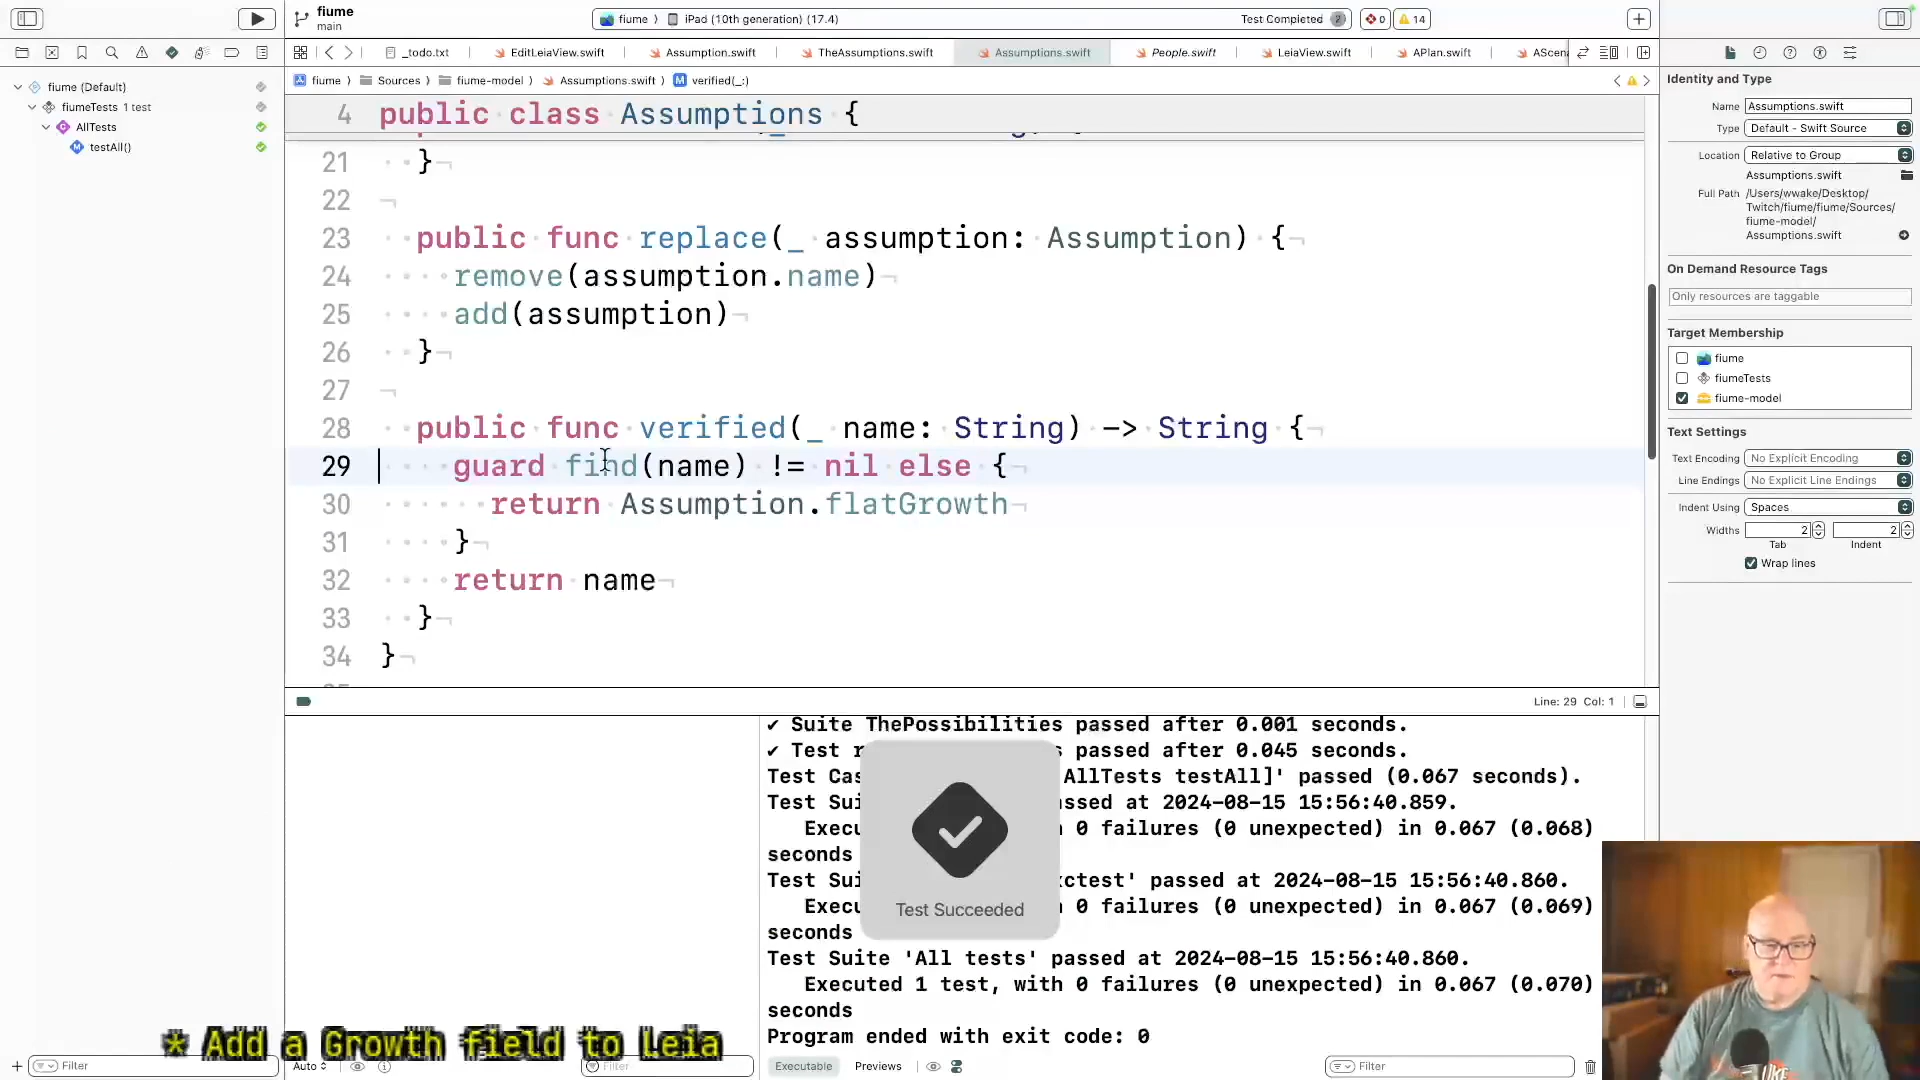 fiume
main
fiume
iPad (10th generation) (17.4)
Test Completed
2
0
14
_todo.txt
EditLeiaView.swift
Assumption.swift
TheAssumptions.swift
Assumptions.swift
People.swift
LeiaView.swift
APlan.swift
AScena
fiume
Sources
fiume-model
Assumptions.swift
M verified(_:)
fiume (Default)
fiumeTests 1 test
AllTests
testAll()
4 public class Assumptions {
21 }
22
23 public func replace(_ assumption: Assumption) {
24 remove(assumption.name)
25 add(assumption)
26 }
27
28 public func verified(_ name: String) -> String {
29 guard find(name) != nil else {
30 return Assumption.flatGrowth
31 }
32 return name
33 }
34 }
Line: 29 Col: 1
✔ Suite ThePossibilities passed after 0.001 seconds.
✔ Test r s passed after 0.045 seconds.
Test Cas AllTests testAll]' passed (0.067 seconds).
Test Sui ssed at 2024-08-15 15:56:40.859.
Execu h 0 failures (0 unexpected) in 0.067 (0.068)
seconds
Test Sui xctest' passed at 2024-08-15 15:56:40.860.
Execu h 0 failures (0 unexpected) in 0.067 (0.069)
seconds
Test Suite 'All tests' passed at 2024-08-15 15:56:40.860.
Executed 1 test, with 0 failures (0 unexpected) in 0.067 (0.070)
seconds
Program ended with exit code: 0
Test Succeeded
* Add a Growth field to Leia
Filter
Auto
Filter
Executable
Previews
Filter
Identity and Type
Name Assumptions.swift
Type Default - Swift Source
Location Relative to Group
Assumptions.swift
Full Path /Users/wwake/Desktop/
Twitch/fiume/fiume/Sources/
fiume-model/
Assumptions.swift
On Demand Resource Tags
Only resources are taggable
Target Membership
fiume
fiumeTests
fiume-model
Text Settings
Text Encoding No Explicit Encoding
Line Endings No Explicit Line Endings
Indent Using Spaces
Widths 2 2
Tab Indent
Wrap lines